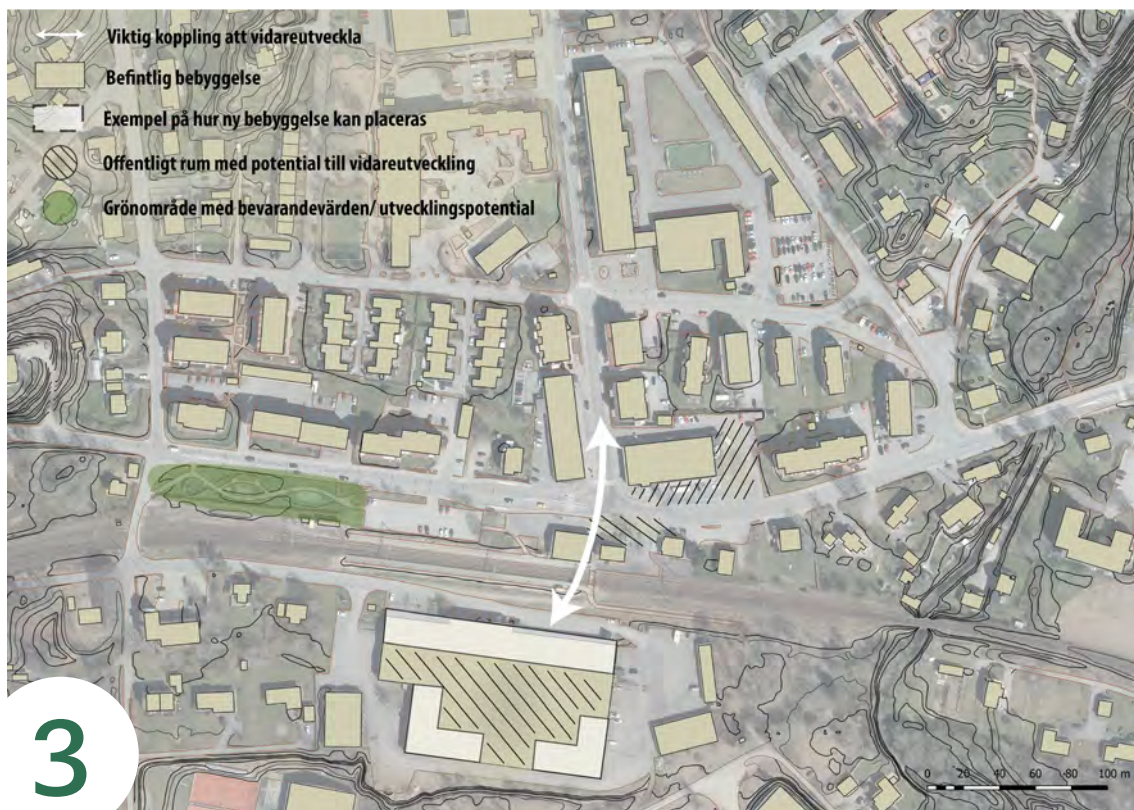 Viktig koppling att vidareutveckla
Befintlig bebyggelse
Exempel på hur ny bebyggelse kan placeras
Offentligt rum med potential till vidareutveckling
Grönområde med bevarandevärden/ utvecklingspotential
3
0 20 40 60 80 100 m